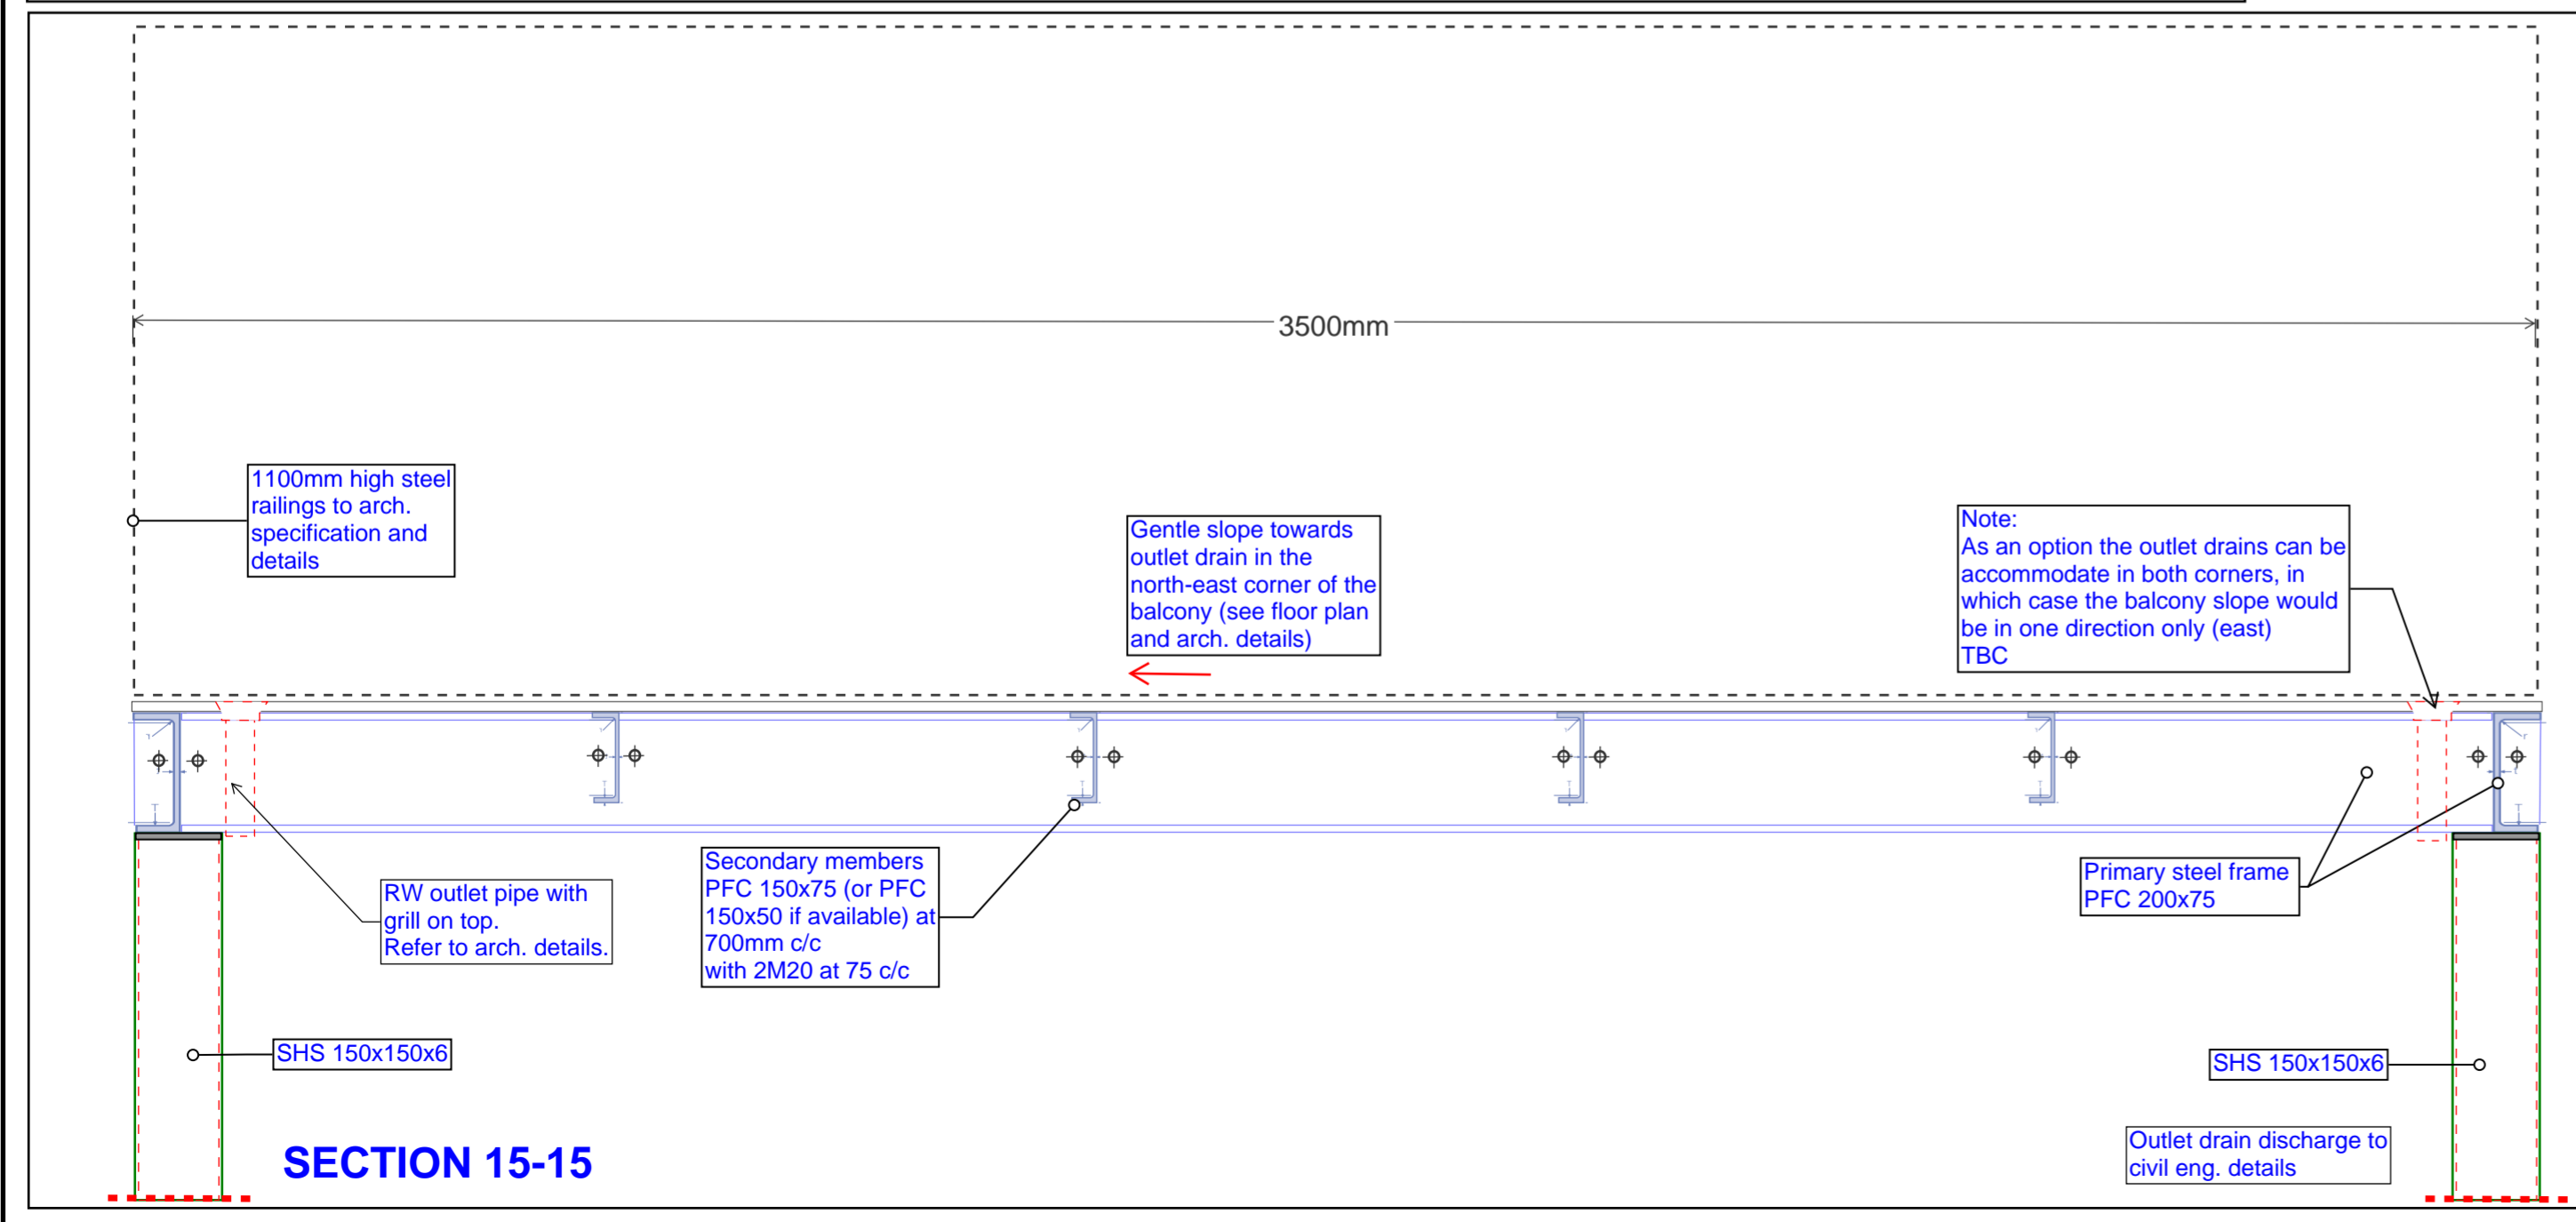 3500mm
1100mm high steel
railings to arch.
specification and
details
Gentle slope towards
outlet drain in the
north-east corner of the
balcony (see floor plan
and arch. details)
Note:
As an option the outlet drains can be
accommodate in both corners, in
which case the balcony slope would
be in one direction only (east)
TBC
RW outlet pipe with
grill on top.
Refer to arch. details.
Secondary members
PFC 150x75 (or PFC
150x50 if available) at
700mm c/c
with 2M20 at 75 c/c
Primary steel frame
PFC 200x75
SHS 150x150x6
SHS 150x150x6
Outlet drain discharge to
civil eng. details
SECTION 15-15